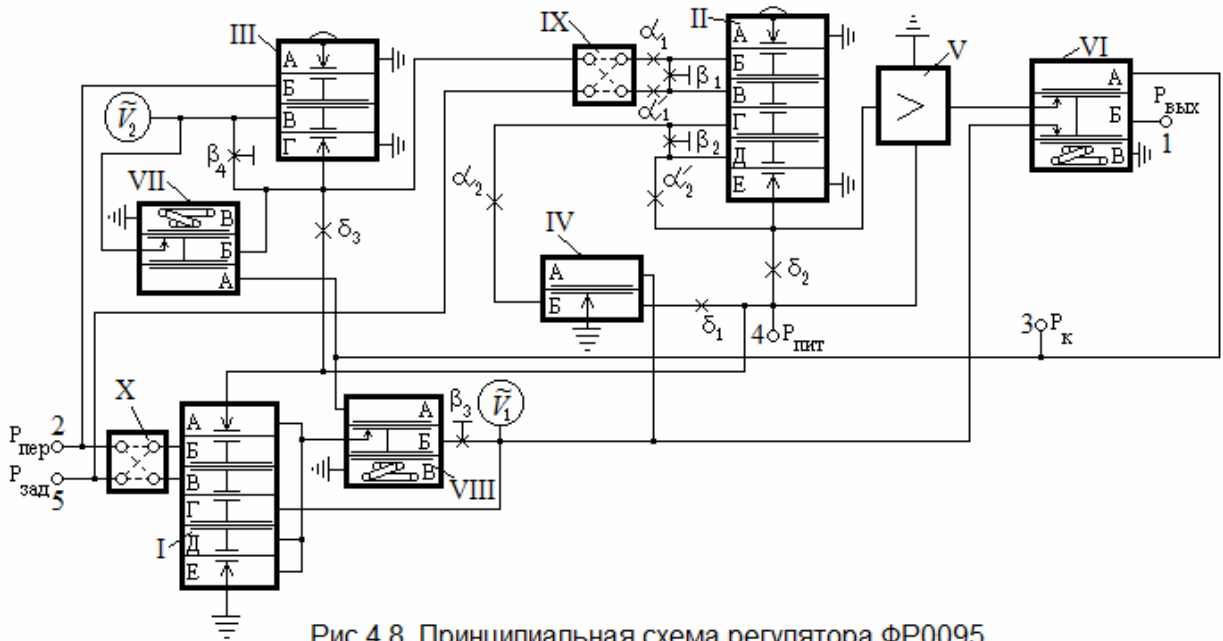 III
А
Б
В
Г
Ṽ2
β4
VII
В
Б
А
δ3
IX
α1
β1
α′1
II
А
Б
В
Г
Д
Е
α2
β2
α′2
IV
А
Б
δ1
δ2
4 Pпит
V
>
VI
А
Б
В
Pвых
1
3 Pк
X
Pпер 2
Pзад 5
I
А
Б
В
Г
Д
Е
А
Б
В
VIII
β3
Ṽ1
Рис 4.8. Принципиальная схема регулятора ФР0095